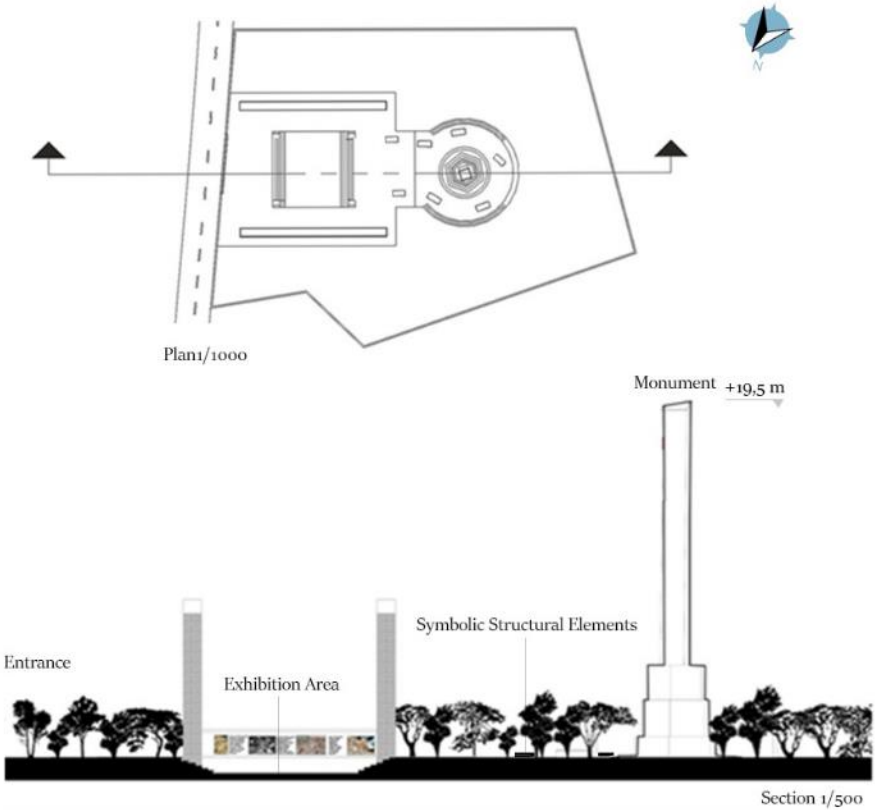 N
Plan1/1000
Monument +19,5 m
Symbolic Structural Elements
Entrance
Exhibition Area
Section 1/500